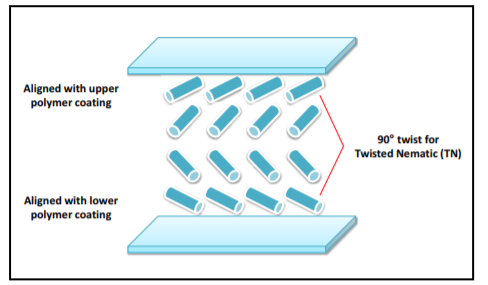 Aligned with upper
polymer coating
90° twist for
Twisted Nematic (TN)
Aligned with lower
polymer coating